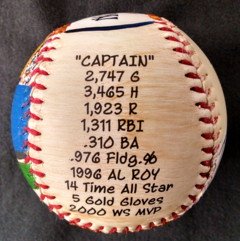 "CAPTAIN"
2,747 G
3,465 H
1,923 R
1,311 RBI
.310 BA
.976 Fldg.%
1996 AL ROY
14 Time All Star
5 Gold Gloves
2000 WS MVP